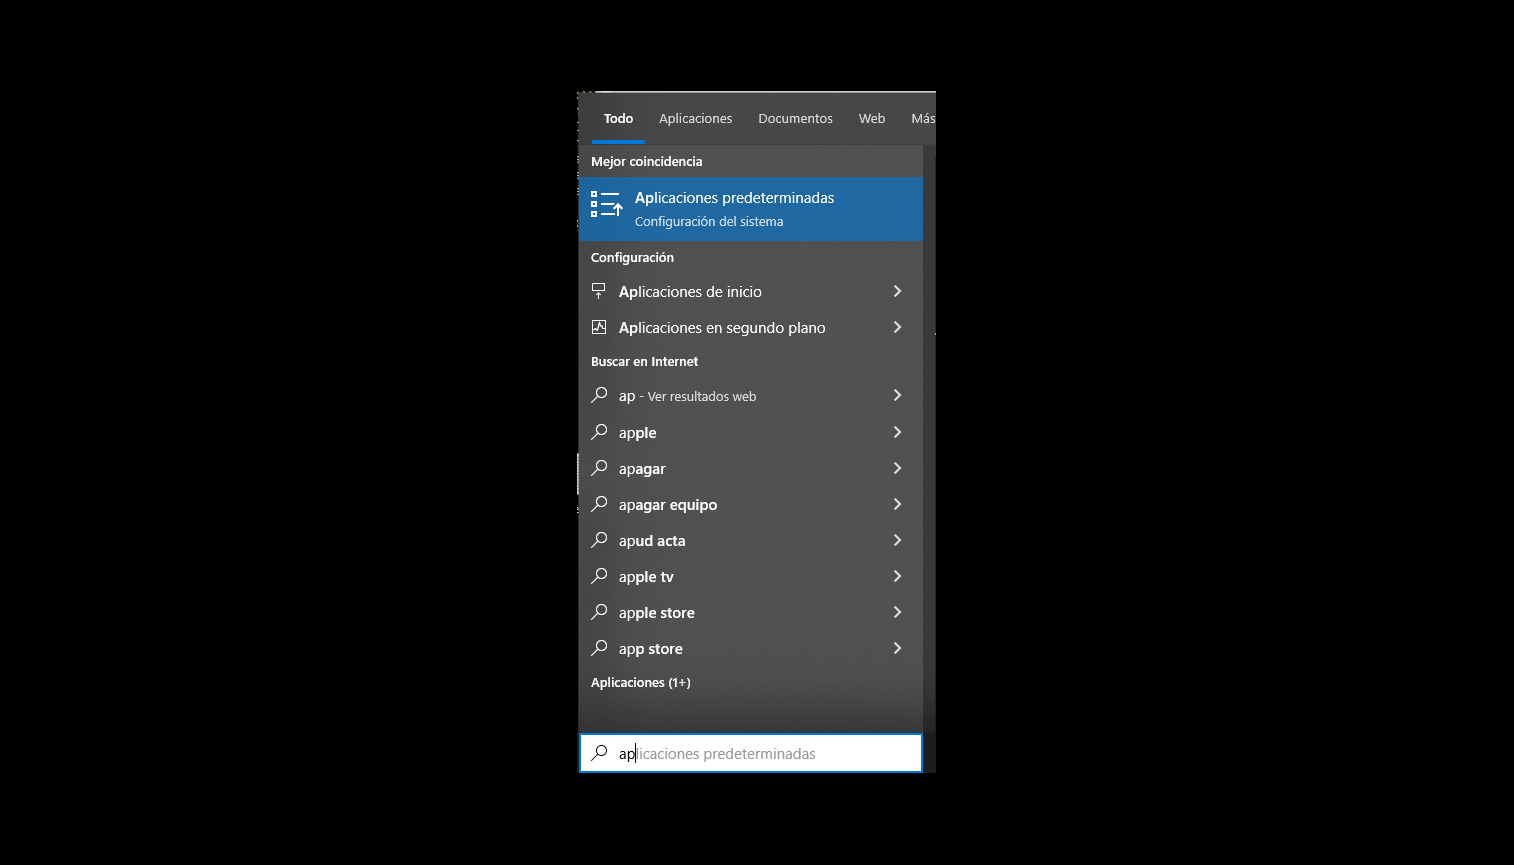 Todo Aplicaciones Documentos Web Más
Mejor coincidencia
Aplicaciones predeterminadas
Configuración del sistema
Configuración
Aplicaciones de inicio
Aplicaciones en segundo plano
Buscar en Internet
ap - Ver resultados web
apple
apagar
apagar equipo
apud acta
apple tv
apple store
app store
Aplicaciones (1+)
aplicaciones predeterminadas